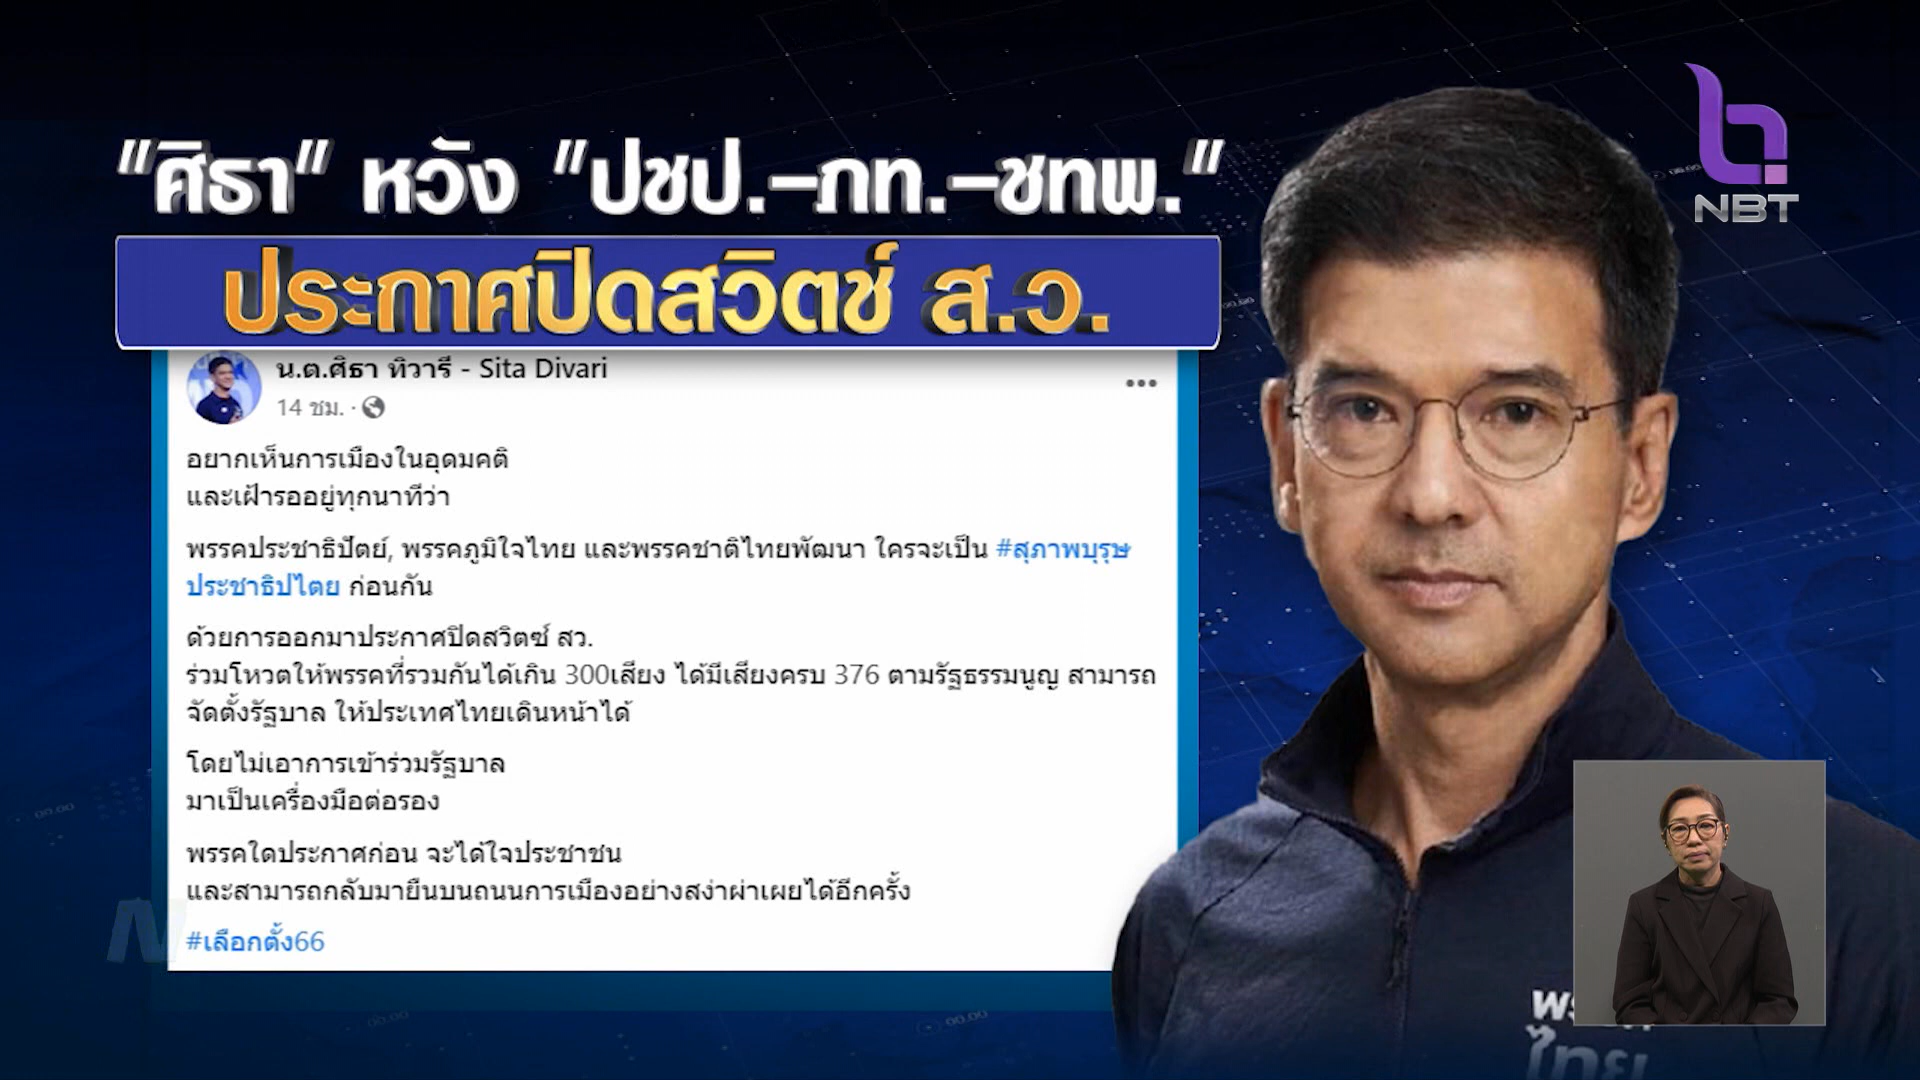 "ศิธา" หวัง "ปชป.-ภท.-ชทพ."
ประกาศปิดสวิตช์ ส.ว.
NBT
น.ต.ศิธา ทิวารี - Sita Divari
14 ชม.
อยากเห็นการเมืองในอุดมคติ
และเฝ้ารออยู่ทุกนาทีว่า
พรรคประชาธิปัตย์, พรรคภูมิใจไทย และพรรคชาติไทยพัฒนา ใครจะเป็น #สุภาพบุรุษ
ประชาธิปไตย ก่อนกัน
ด้วยการออกมาประกาศปิดสวิตซ์ สว.
ร่วมโหวตให้พรรคที่รวมกันได้เกิน 300เสียง ได้มีเสียงครบ 376 ตามรัฐธรรมนูญ สามารถ
จัดตั้งรัฐบาล ให้ประเทศไทยเดินหน้าได้
โดยไม่เอาการเข้าร่วมรัฐบาล
มาเป็นเครื่องมือต่อรอง
พรรคใดประกาศก่อน จะได้ใจประชาชน
และสามารถกลับมายืนบนถนนการเมืองอย่างสง่าผ่าเผยได้อีกครั้ง
#เลือกตั้ง66
ไทย